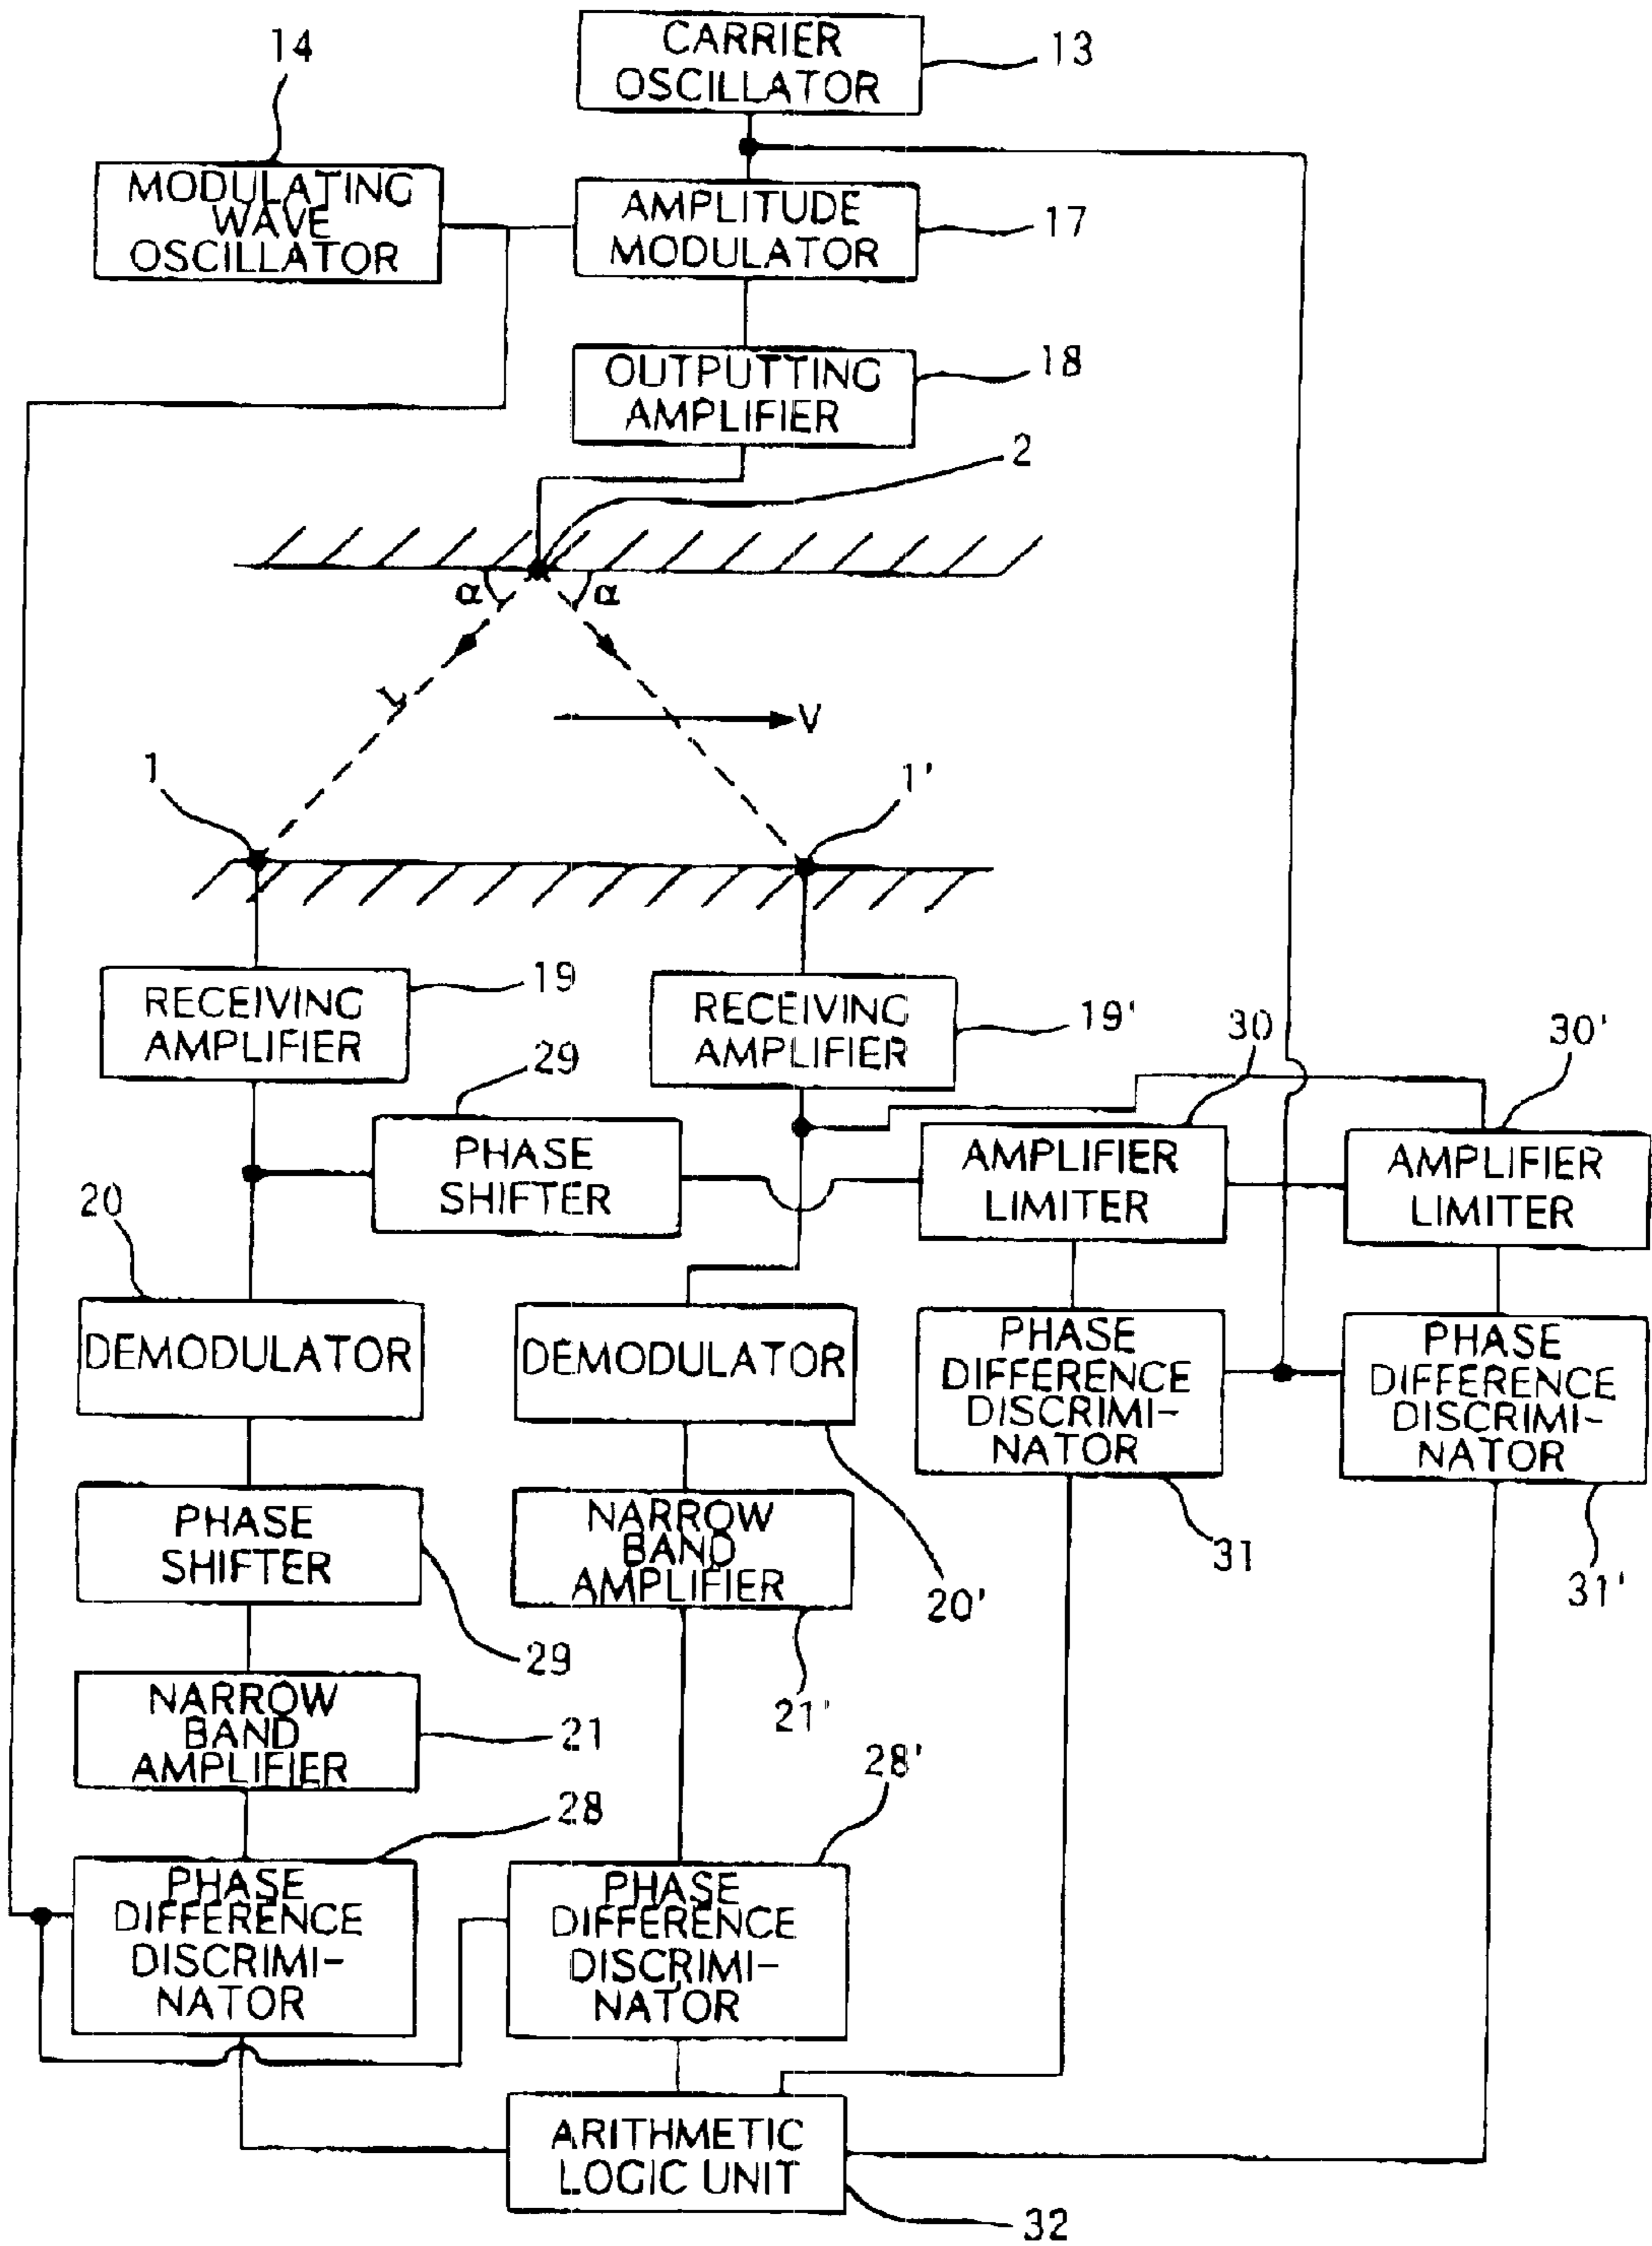 CARRIER
OSCILLATOR
13
14
MODULATING
WAVE
OSCILLATOR
AMPLITUDE
MODULATOR
17
OUTPUTTING
AMPLIFIER
18
2
α
α
L
V
1
1'
RECEIVING
AMPLIFIER
19
RECEIVING
AMPLIFIER
19'
29
PHASE
SHIFTER
30
AMPLIFIER
LIMITER
30'
AMPLIFIER
LIMITER
20
DEMODULATOR
DEMODULATOR
20'
PHASE
DIFFERENCE
DISCRIMI-
NATOR
31
PHASE
DIFFERENCE
DISCRIMI-
NATOR
31'
PHASE
SHIFTER
29
NARROW
BAND
AMPLIFIER
21'
NARROW
BAND
AMPLIFIER
21
28
PHASE
DIFFERENCE
DISCRIMI-
NATOR
28'
PHASE
DIFFERENCE
DISCRIMI-
NATOR
ARITHMETIC
LOGIC UNIT
32